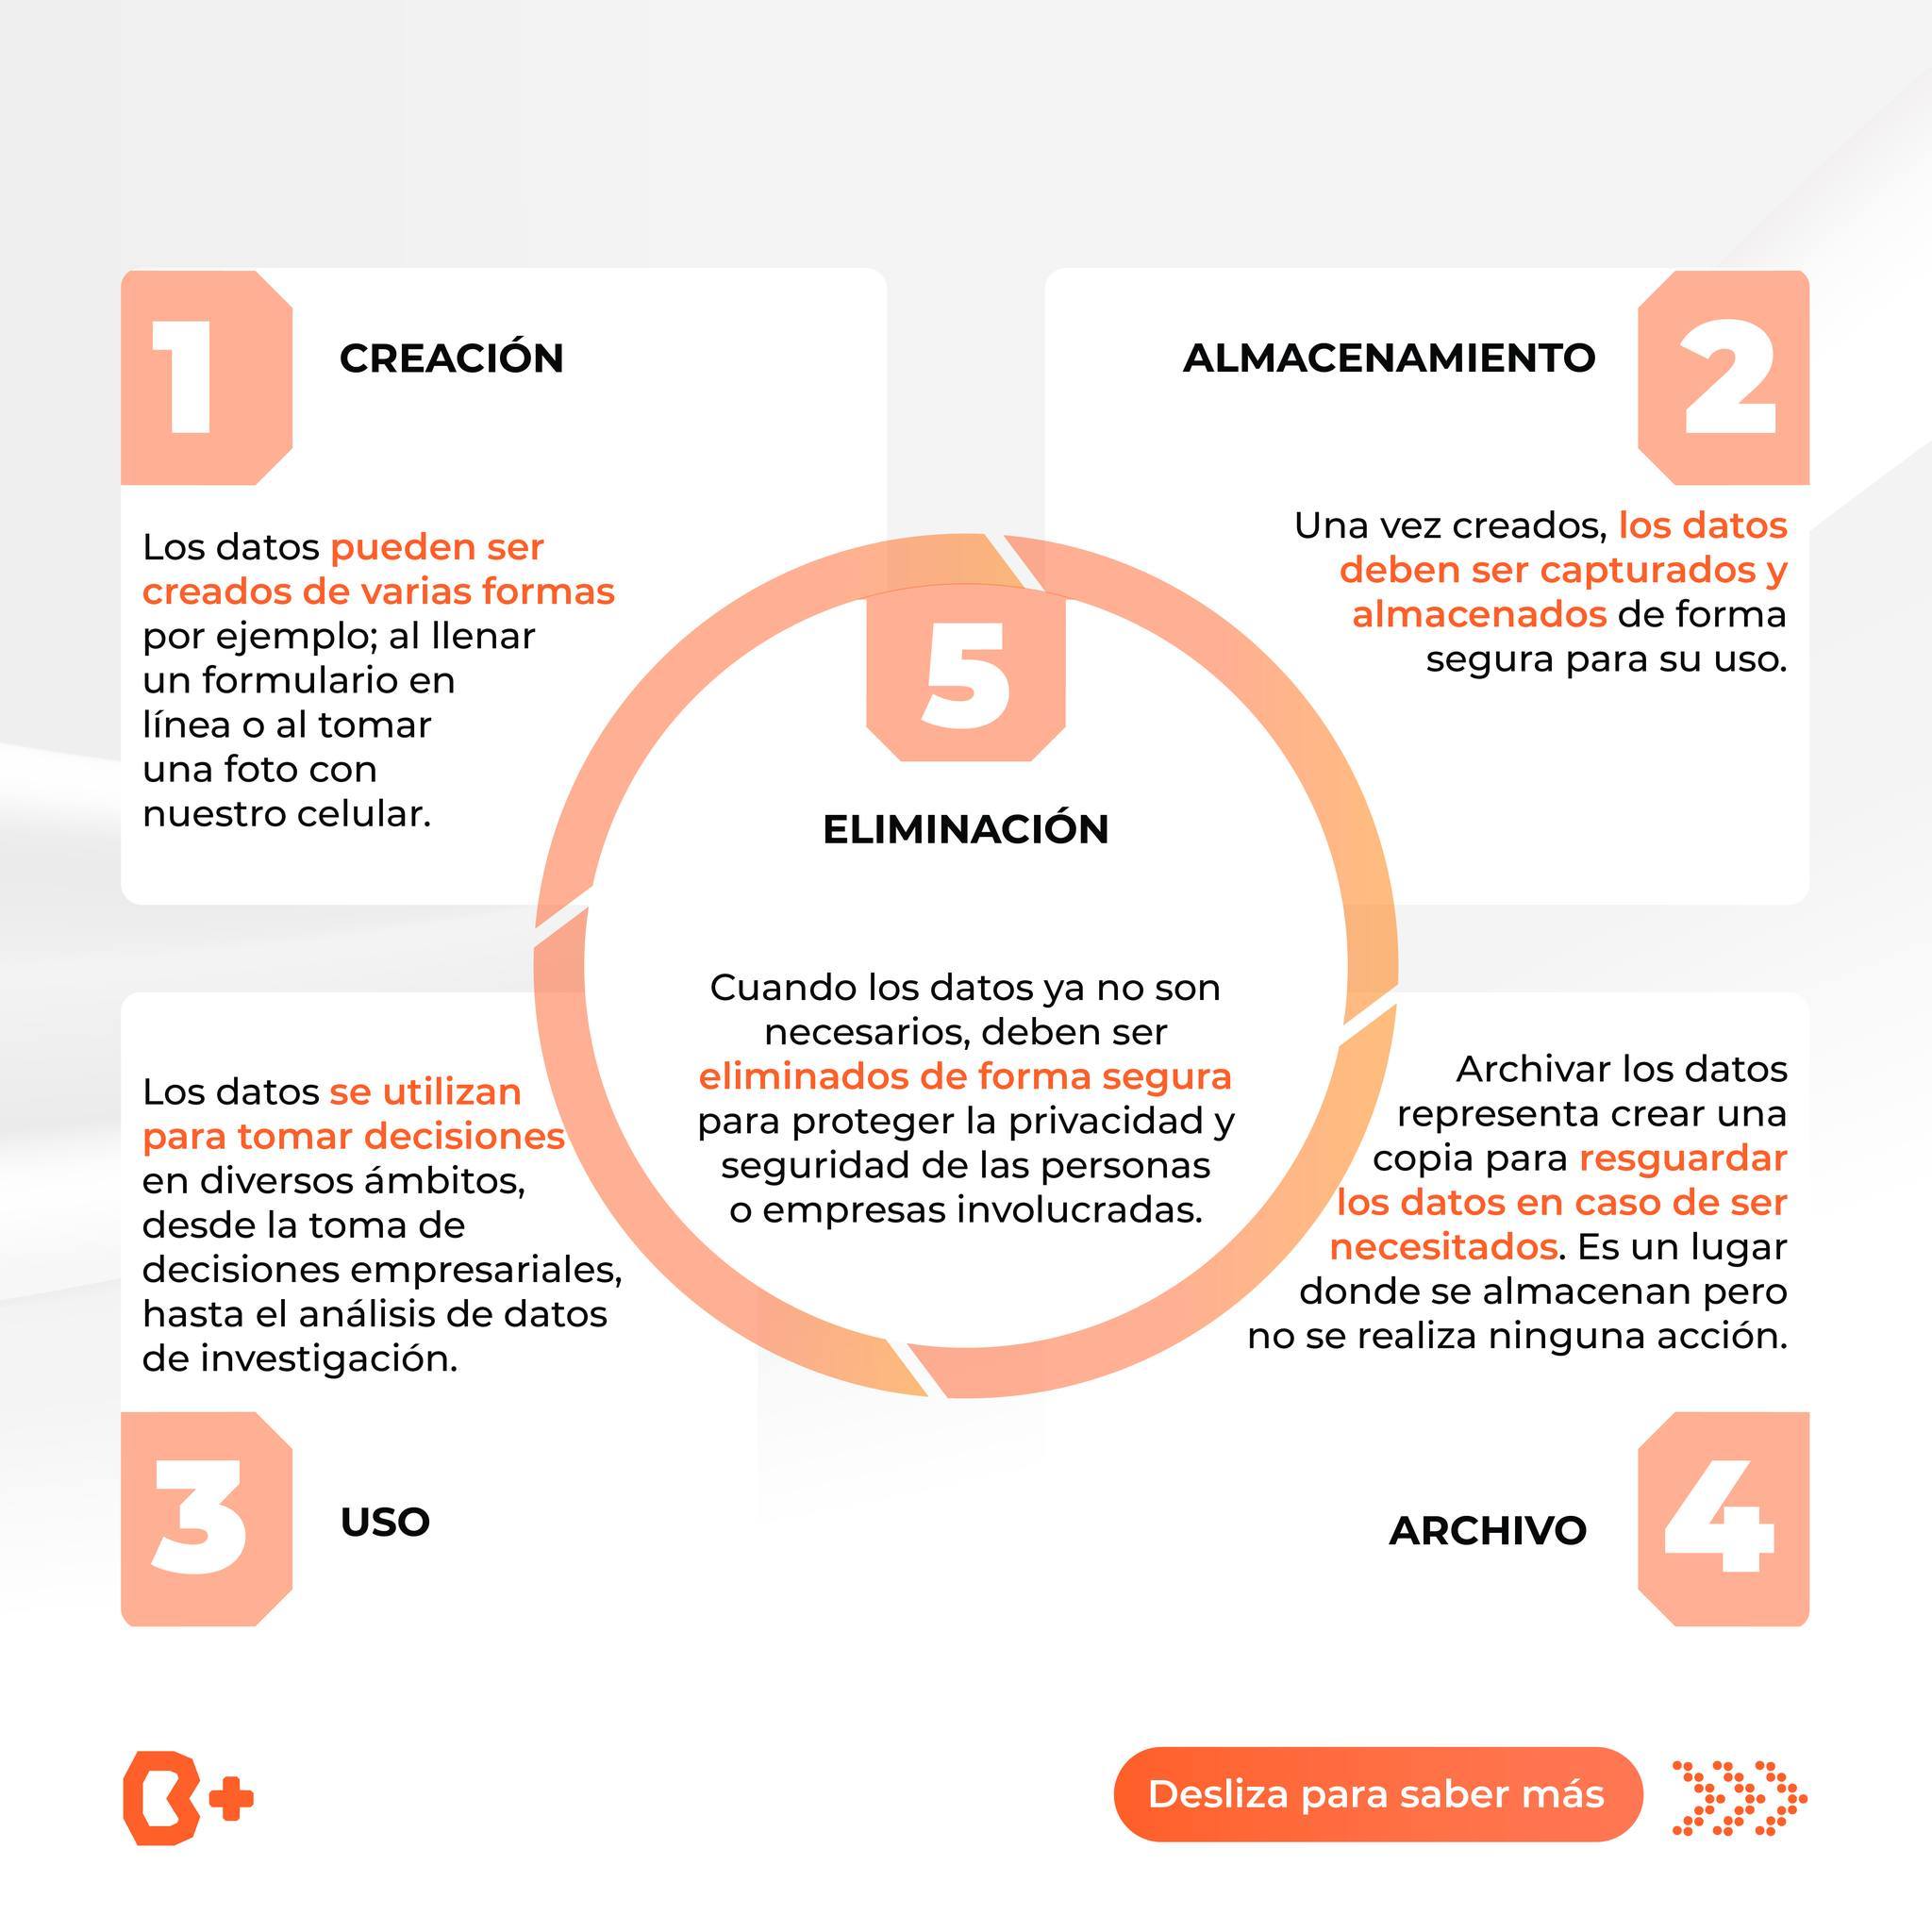 1
CREACIÓN
Los datos pueden ser
creados de varias formas
por ejemplo; al llenar
un formulario en
línea o al tomar
una foto con
nuestro celular.
2
ALMACENAMIENTO
Una vez creados, los datos
deben ser capturados y
almacenados de forma
segura para su uso.
5
ELIMINACIÓN
Cuando los datos ya no son
necesarios, deben ser
eliminados de forma segura
para proteger la privacidad y
seguridad de las personas
o empresas involucradas.
Los datos se utilizan
para tomar decisiones
en diversos ámbitos,
desde la toma de
decisiones empresariales,
hasta el análisis de datos
de investigación.
3
USO
Archivar los datos
representa crear una
copia para resguardar
los datos en caso de ser
necesitados. Es un lugar
donde se almacenan pero
no se realiza ninguna acción.
ARCHIVO
4
B+
Desliza para saber más